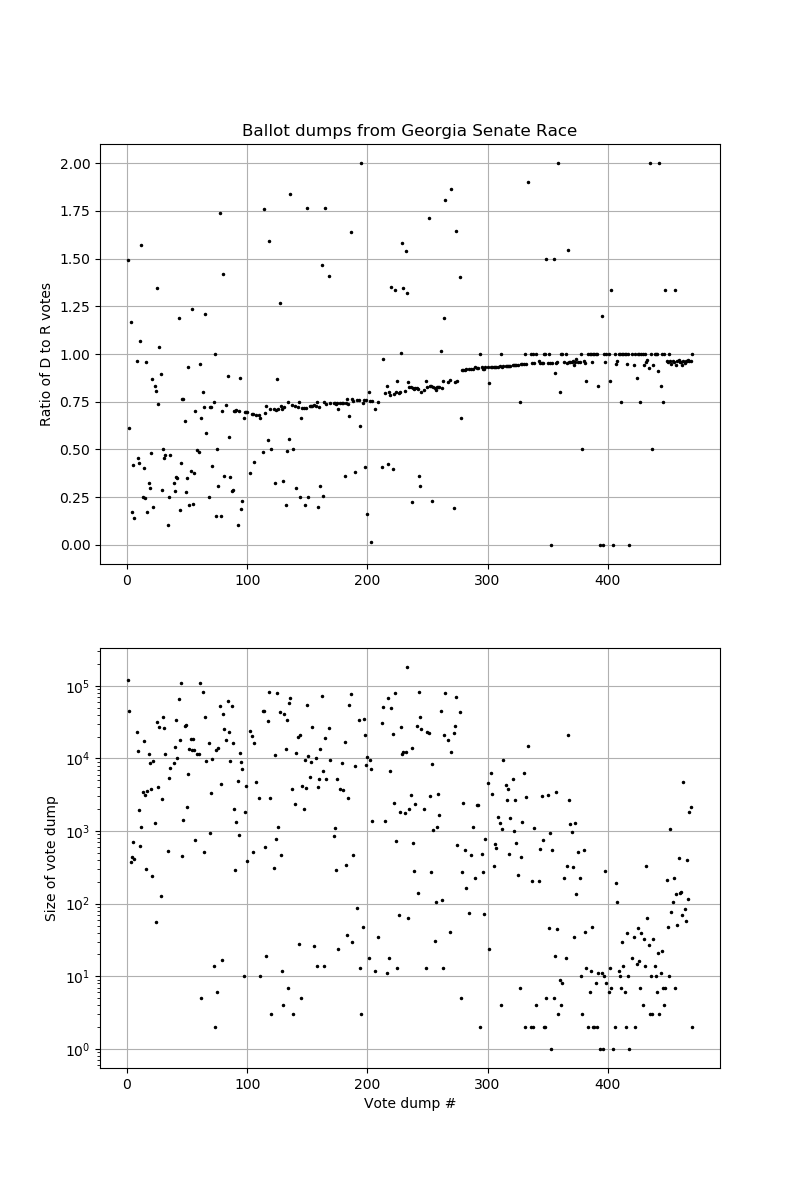 Ballot dumps from Georgia Senate Race
Ratio of D to R votes
2.00
1.75
1.50
1.25
1.00
0.75
0.50
0.25
0.00
0 100 200 300 400
Size of vote dump
10^5
10^4
10^3
10^2
10^1
10^0
0 100 200 300 400
Vote dump #